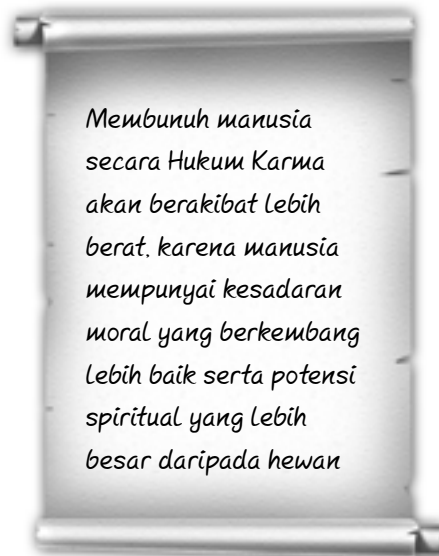 Membunuh manusia
secara Hukum Karma
akan berakibat lebih
berat. karena manusia
mempunyai kesadaran
moral yang berkembang
lebih baik serta potensi
spiritual yang lebih
besar daripada hewan